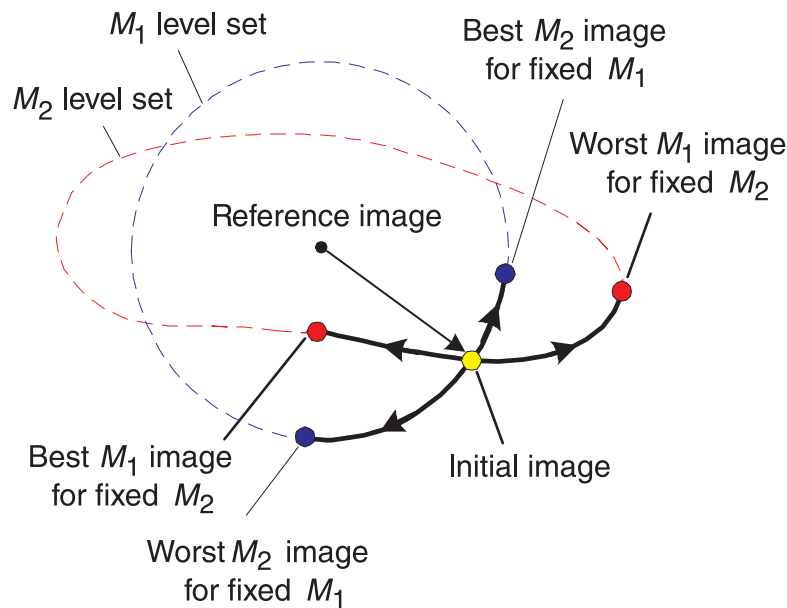 M1 level set
Best M2 image
for fixed M1
M2 level set
Worst M1 image
for fixed M2
Reference image
Best M1 image
for fixed M2
Initial image
Worst M2 image
for fixed M1